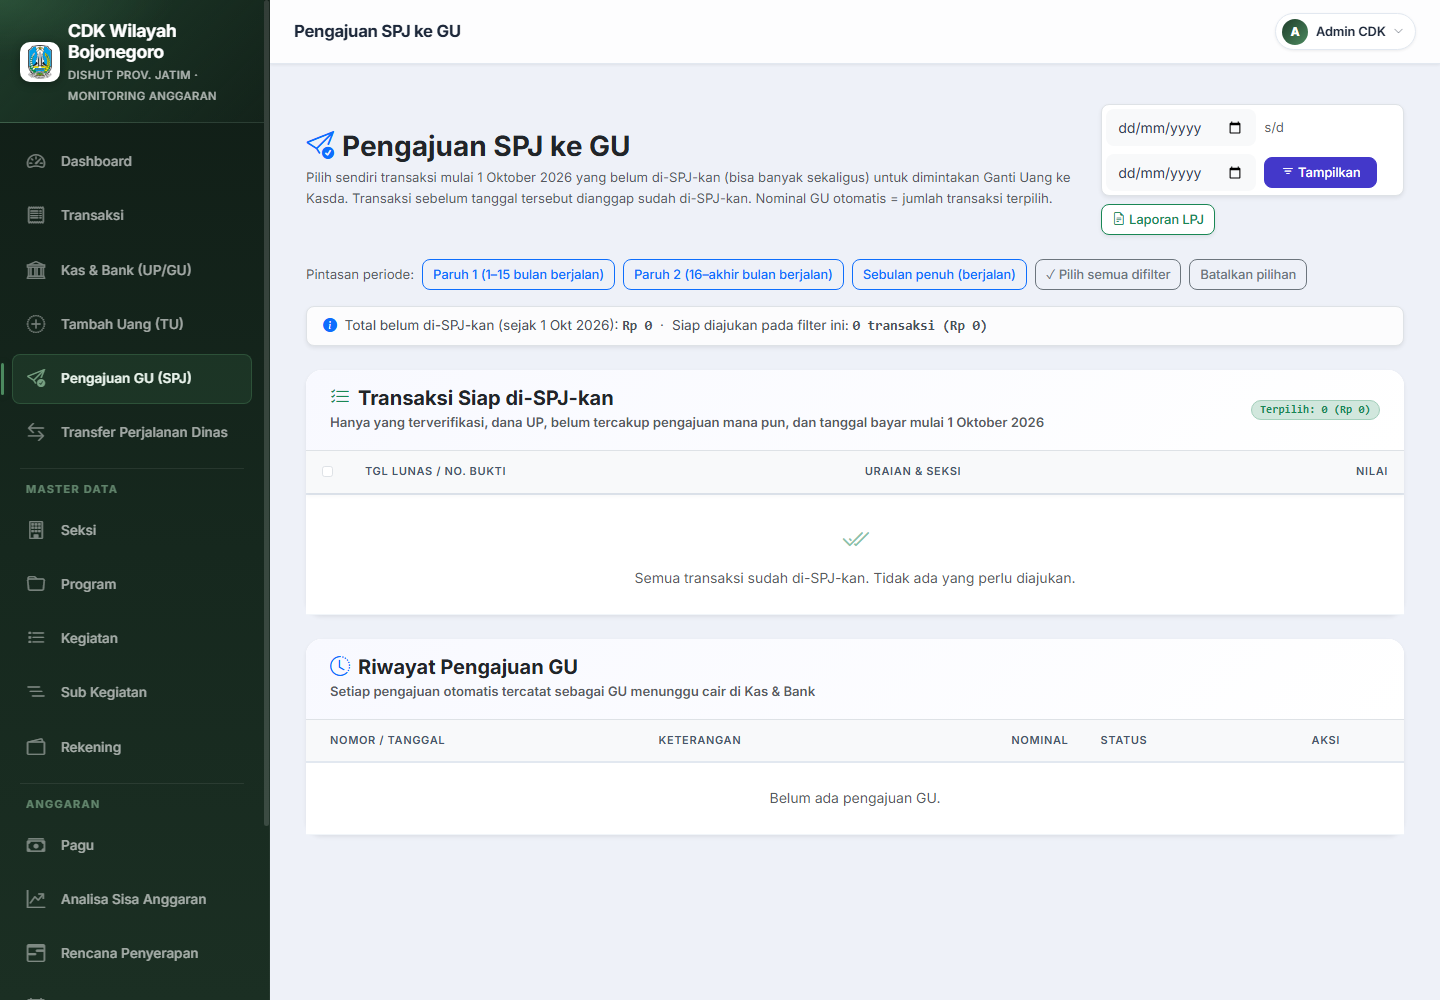 CDK Wilayah
Bojonegoro
DISHUT PROV. JATIM ·
MONITORING ANGGARAN
Dashboard
Transaksi
Kas & Bank (UP/GU)
Tambah Uang (TU)
Pengajuan GU (SPJ)
Transfer Perjalanan Dinas
MASTER DATA
Seksi
Program
Kegiatan
Sub Kegiatan
Rekening
ANGGARAN
Pagu
Analisa Sisa Anggaran
Rencana Penyerapan
Pengajuan SPJ ke GU
A Admin CDK
Pengajuan SPJ ke GU
Pilih sendiri transaksi mulai 1 Oktober 2026 yang belum di-SPJ-kan (bisa banyak sekaligus) untuk dimintakan Ganti Uang ke
Kasda. Transaksi sebelum tanggal tersebut dianggap sudah di-SPJ-kan. Nominal GU otomatis = jumlah transaksi terpilih.
dd/mm/yyyy s/d
dd/mm/yyyy Tampilkan
Laporan LPJ
Pintasan periode: Paruh 1 (1–15 bulan berjalan) Paruh 2 (16–akhir bulan berjalan) Sebulan penuh (berjalan) ✓ Pilih semua difilter Batalkan pilihan
Total belum di-SPJ-kan (sejak 1 Okt 2026): Rp 0 · Siap diajukan pada filter ini: 0 transaksi (Rp 0)
Transaksi Siap di-SPJ-kan
Hanya yang terverifikasi, dana UP, belum tercakup pengajuan mana pun, dan tanggal bayar mulai 1 Oktober 2026
Terpilih: 0 (Rp 0)
TGL LUNAS / NO. BUKTI URAIAN & SEKSI NILAI
Semua transaksi sudah di-SPJ-kan. Tidak ada yang perlu diajukan.
Riwayat Pengajuan GU
Setiap pengajuan otomatis tercatat sebagai GU menunggu cair di Kas & Bank
NOMOR / TANGGAL KETERANGAN NOMINAL STATUS AKSI
Belum ada pengajuan GU.